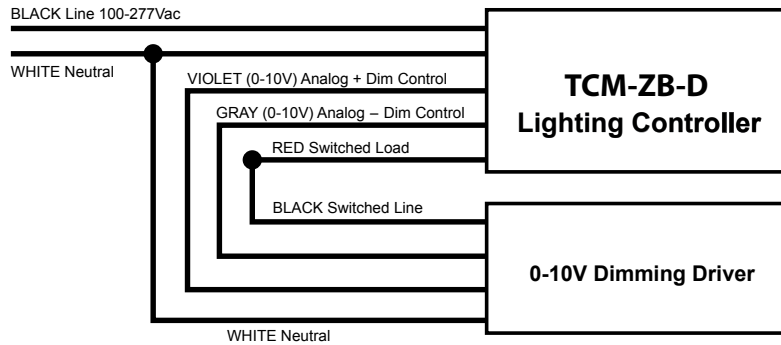 BLACK Line 100-277Vac
WHITE Neutral
VIOLET (0-10V) Analog + Dim Control
GRAY (0-10V) Analog – Dim Control
RED Switched Load
TCM-ZB-D
Lighting Controller
BLACK Switched Line
0-10V Dimming Driver
WHITE Neutral